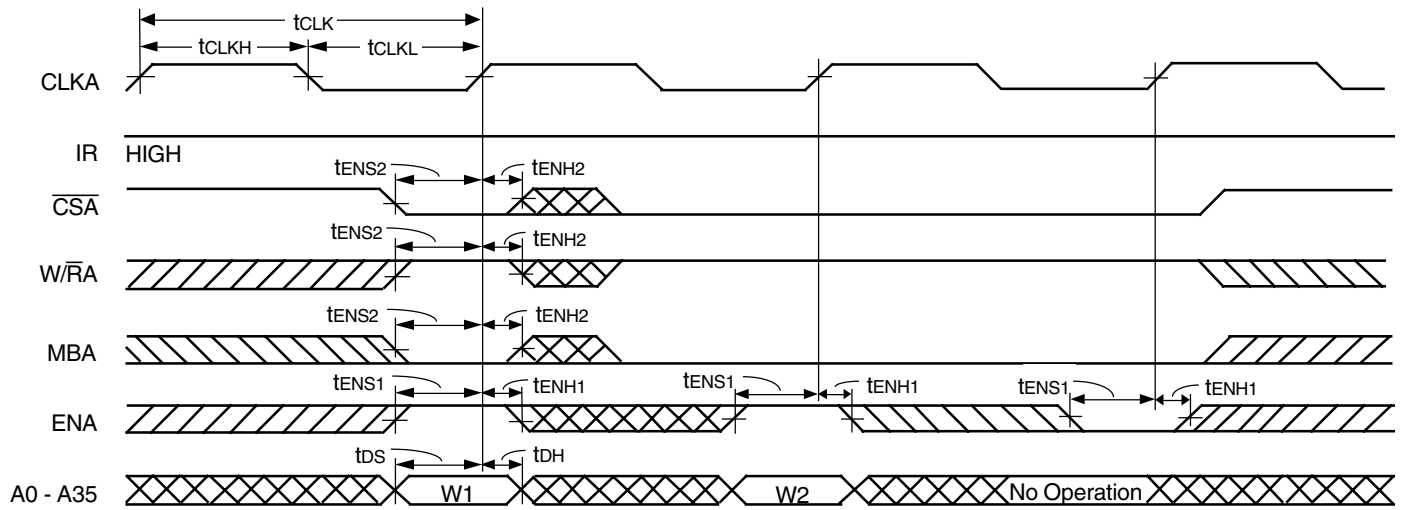 tCLK
tCLKH tCLKL
CLKA
IR HIGH
tENS2 tENH2
CSA
tENS2 tENH2
W/RA
tENS2 tENH2
MBA
tENS1 tENH1 tENS1 tENH1 tENS1 tENH1
ENA
tDS tDH
A0 - A35 W1 W2 No Operation